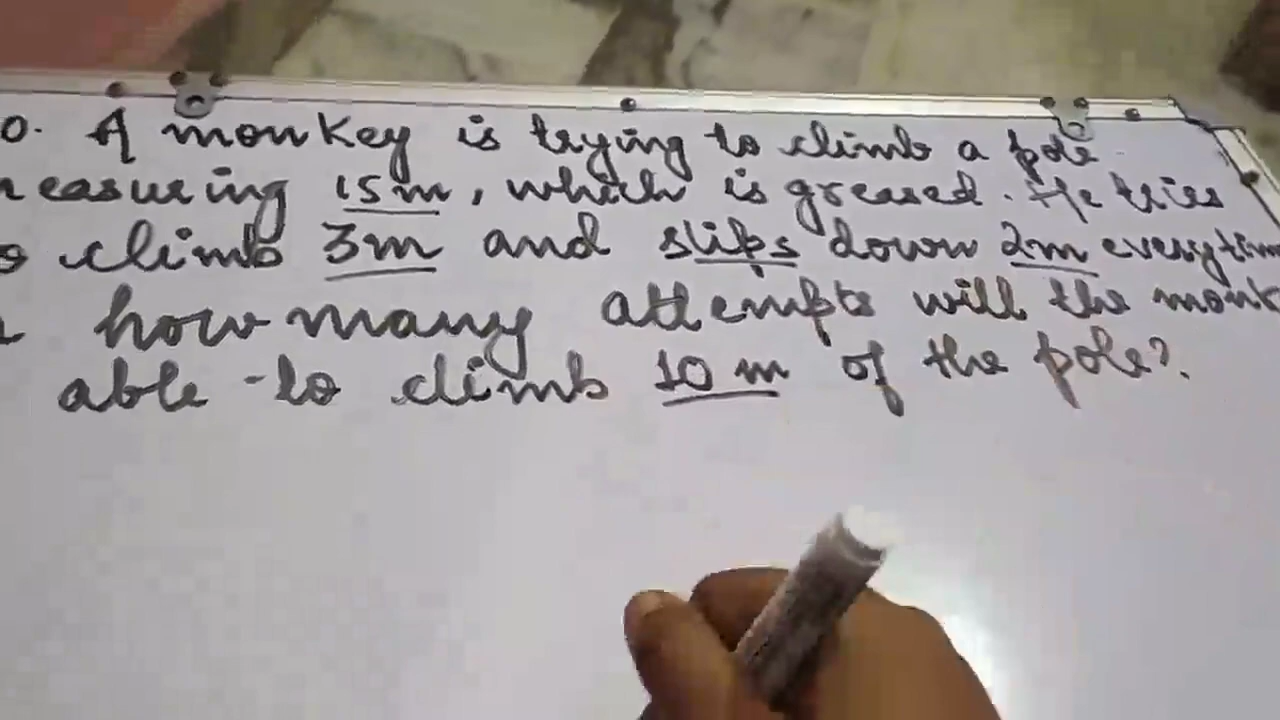 0. A monkey is trying to climb a pole
easuring 15m, which is greased. He tries
o climb 3m and slips down 2m everytim
how many attempts will the monk
able to climb 10 m of the pole?